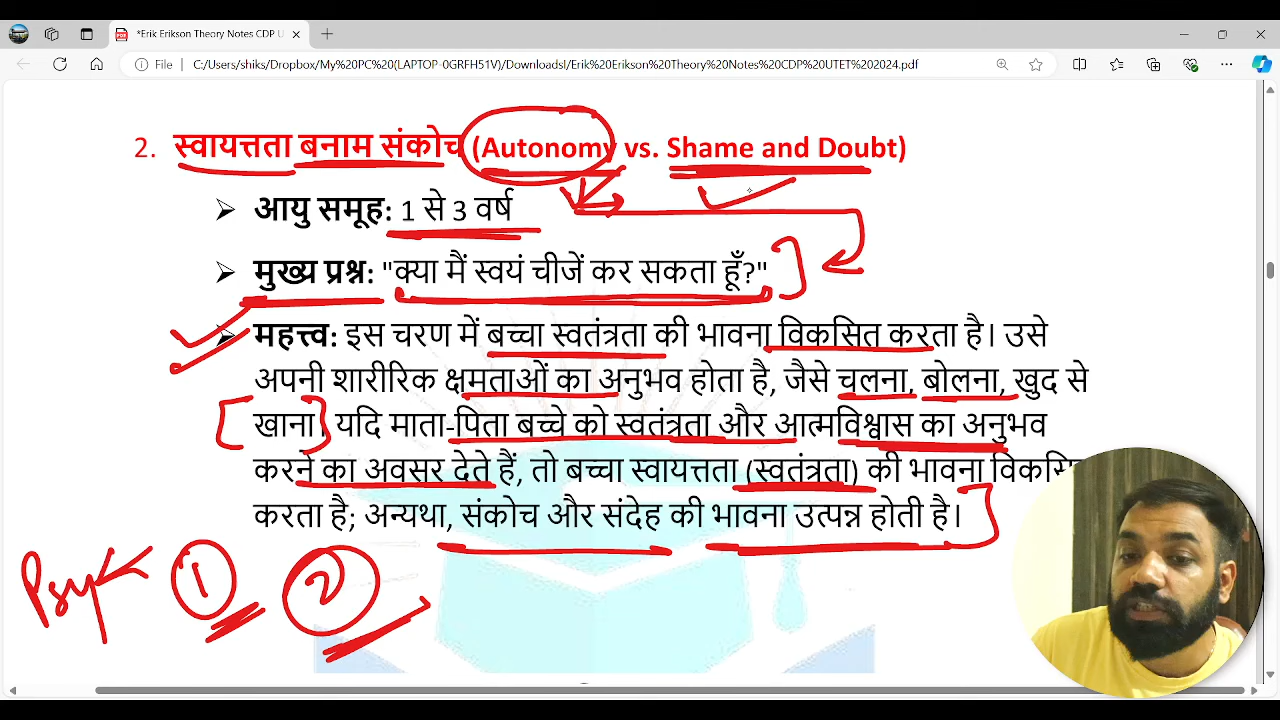 *Erik Erikson Theory Notes CDP U
File
C:/Users/shiks/Dropbox/My%20PC%20(LAPTOP-0GRFH51V)/Downloads/Erik%20Erikson%20Theory%20Notes%20CDP%20UTET%202024.pdf
2. स्वायत्तता बनाम संकोच (Autonomy vs. Shame and Doubt)
आयु समूह: 1 से 3 वर्ष
मुख्य प्रश्न: "क्या मैं स्वयं चीजें कर सकता हूँ?"
महत्त्व: इस चरण में बच्चा स्वतंत्रता की भावना विकसित करता है। उसे
अपनी शारीरिक क्षमताओं का अनुभव होता है, जैसे चलना, बोलना, खुद से
खाना। यदि माता-पिता बच्चे को स्वतंत्रता और आत्मविश्वास का अनुभव
करने का अवसर देते हैं, तो बच्चा स्वायत्तता (स्वतंत्रता) की भावना
करता है; अन्यथा, संकोच और संदेह की भावना उत्पन्न होती है।
Psy 1 2